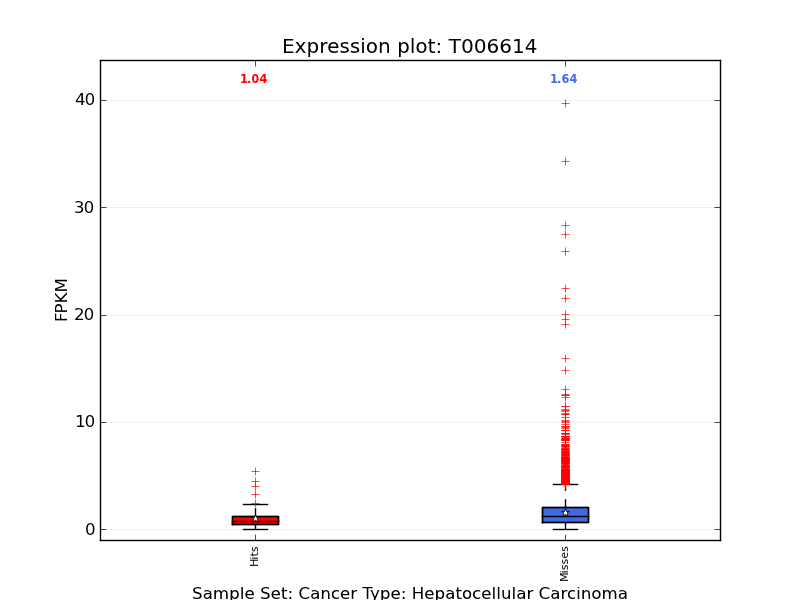 Expression plot: T006614
1.04
1.64
40
30
20
10
0
FPKM
Hits
Misses
Sample Set: Cancer Type: Hepatocellular Carcinoma